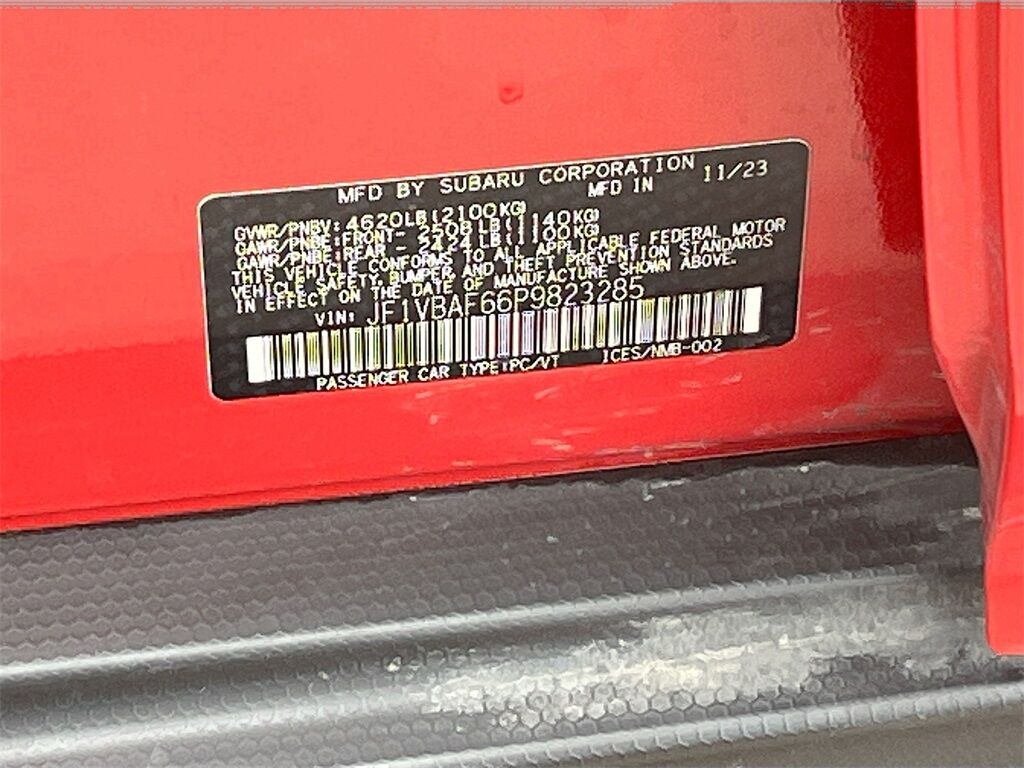 MFD BY SUBARU CORPORATION 11/23
MFD IN
GVWR/PNBV: 4620LB(2100KG)
GAWR/PNBE:FRONT- 2508LB(1140KG)
GAWR/PNBE:REAR - 2424LB(1100KG)
THIS VEHICLE CONFORMS TO ALL APPLICABLE FEDERAL MOTOR
VEHICLE SAFETY, BUMPER, AND THEFT PREVENTION STANDARDS
IN EFFECT ON THE DATE OF MANUFACTURE SHOWN ABOVE.
VIN: JF1VBAF66P9823285
PASSENGER CAR TYPE:PC/VT ICES/NMB-002